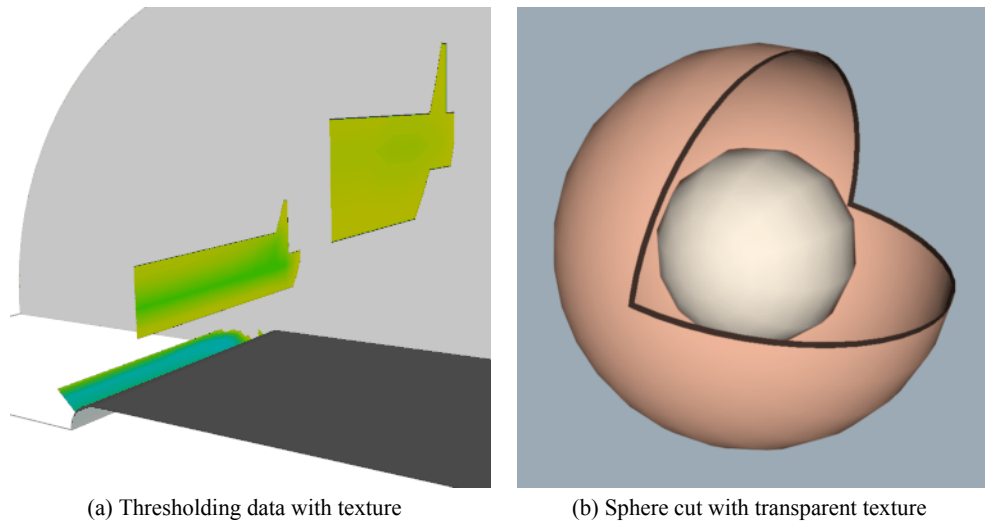 (a) Thresholding data with texture
(b) Sphere cut with transparent texture